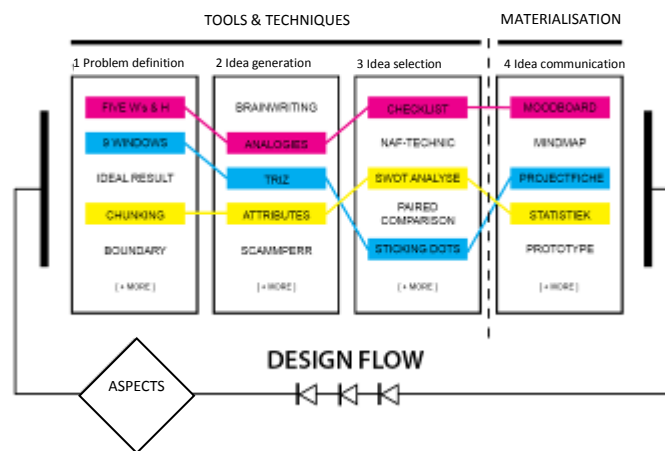 TOOLS & TECHNIQUES
MATERIALISATION
1 Problem definition
2 Idea generation
3 Idea selection
4 Idea communication
FIVE W's & H
9 WINDOWS
IDEAL RESULT
CHUNKING
BOUNDARY
[ + MORE ]
BRAINWRITING
ANALOGIES
TRIZ
ATTRIBUTES
SCAMMPERR
[ + MORE ]
CHECKLIST
NAF-TECHNIC
SWOT ANALYSE
PAIRED
COMPARISON
STICKING DOTS
[ + MORE ]
MOODBOARD
MINDMAP
PROJECTFICHE
STATISTIEK
PROTOTYPE
[ + MORE ]
DESIGN FLOW
ASPECTS